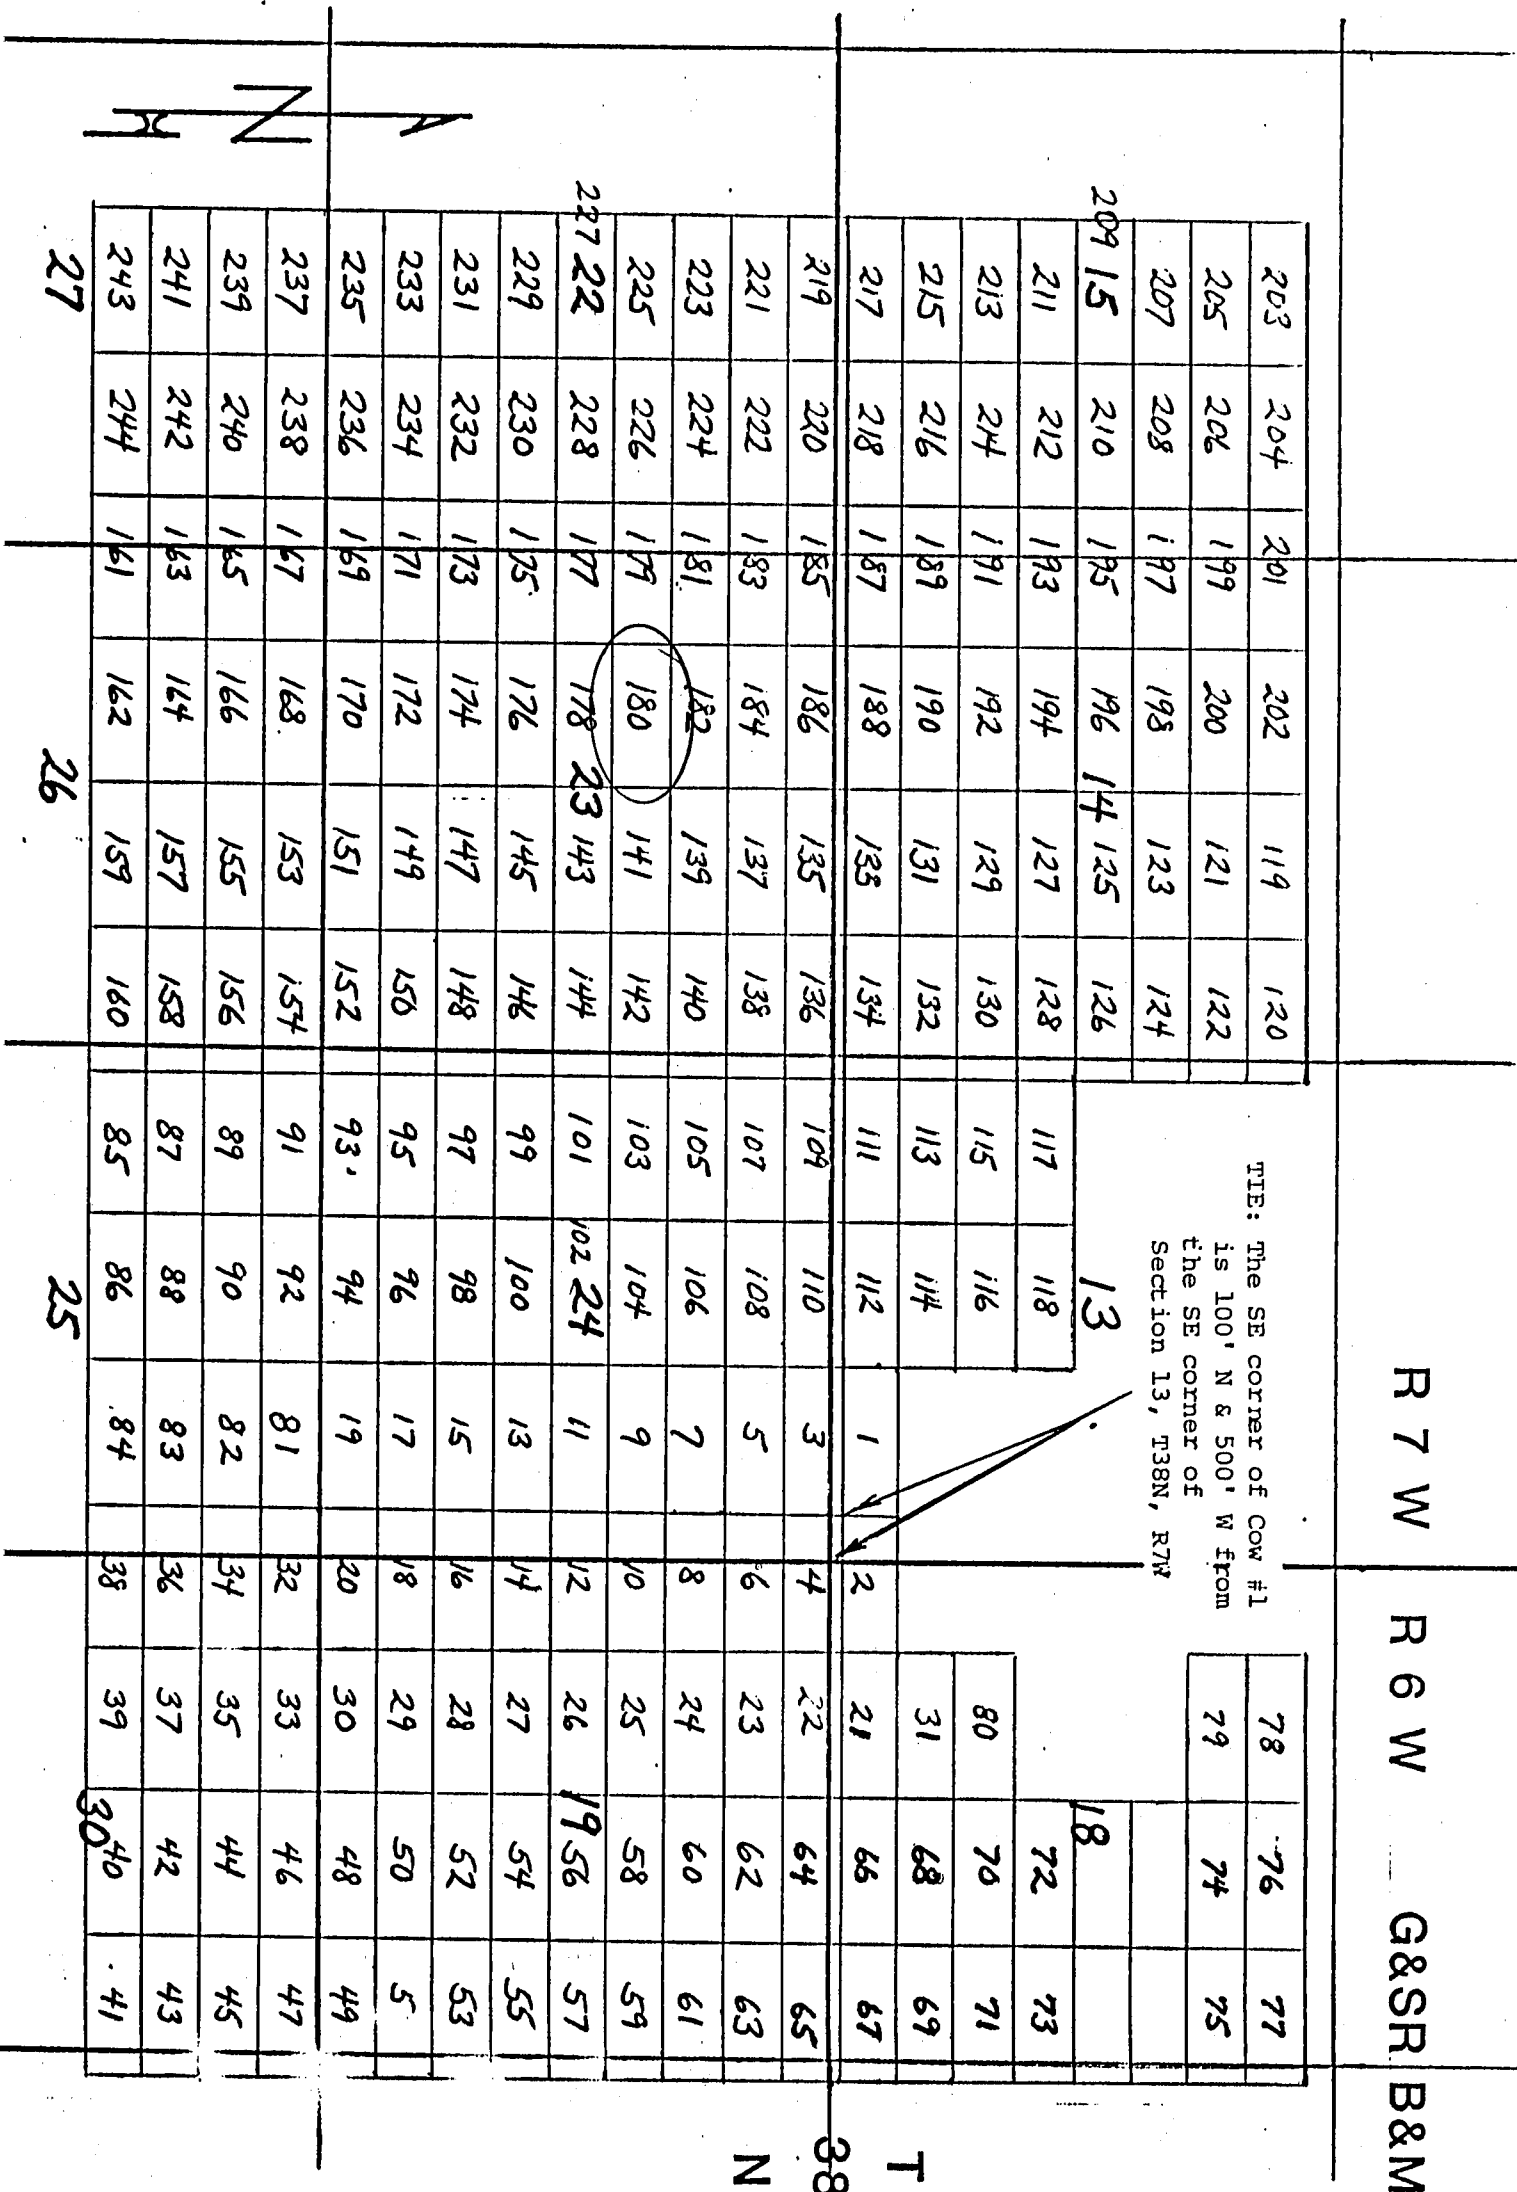 R 7 W R 6 W G&SR B&M
TIE: The SE corner of Cow #1
is 100' N & 500' W from
the SE corner of
Section 13, T38N, R7W
203 204 201 202 119 120 78 76 77
205 206 199 200 121 122 79 74 75
207 208 197 198 123 124
209 15 210 195 196 14 125 126 13 18
211 212 193 194 127 128 117 118 72 73
213 214 191 192 129 130 115 116 80 70 71
215 216 189 190 131 132 113 114 31 68 69
217 218 187 188 133 134 111 112 1 2 21 66 67
219 220 185 186 135 136 109 110 3 4 22 64 65
221 222 183 184 137 138 107 108 5 6 23 62 63
223 224 181 182 139 140 105 106 7 8 24 60 61
225 226 179 180 141 142 103 104 9 10 25 58 59
227 22 228 177 178 23 143 144 101 102 24 11 12 26 19 56 57
229 230 175 176 145 146 99 100 13 14 27 54 55
231 232 173 174 147 148 97 98 15 16 28 52 53
233 234 171 172 149 150 95 96 17 18 29 50 5
235 236 169 170 151 152 93 94 19 20 30 48 49
237 238 167 168 153 154 91 92 81 32 33 46 47
239 240 165 166 155 156 89 90 82 34 35 44 45
241 242 163 164 157 158 87 88 83 36 37 42 43
243 244 161 162 159 160 85 86 84 38 39 30 40 41
27 26 25
T
38
N
N